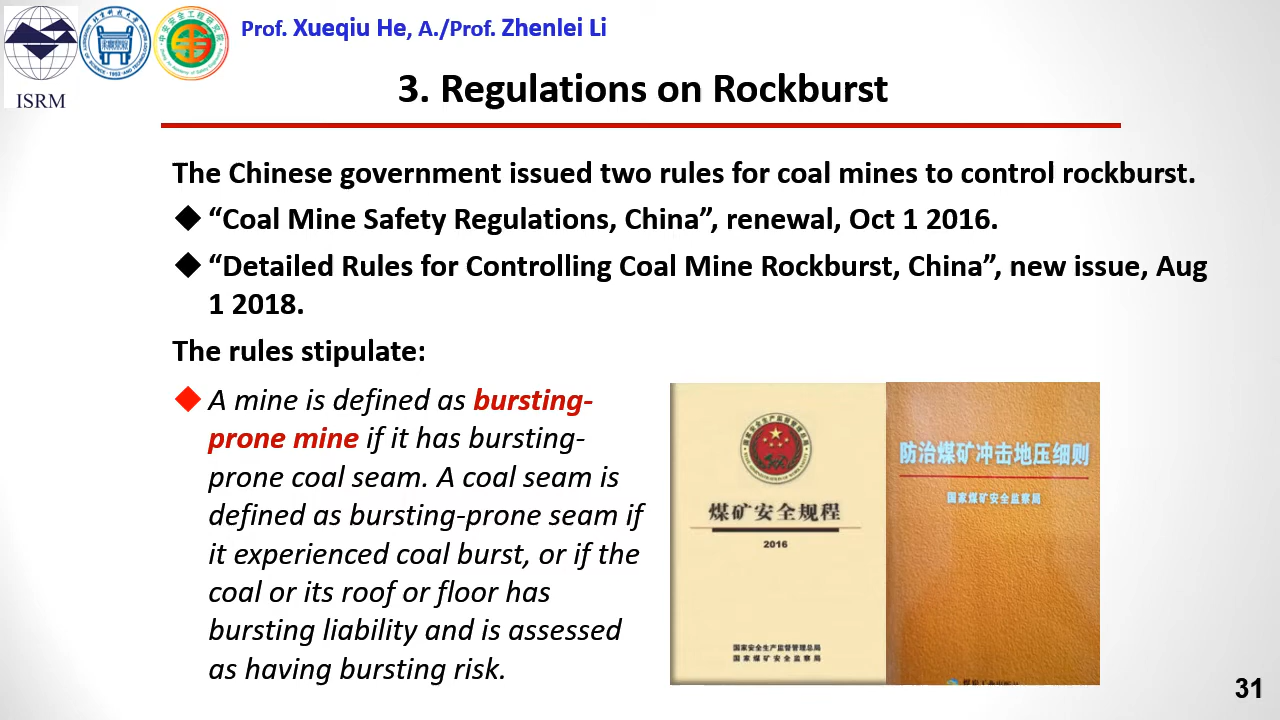 Prof. Xueqiu He, A./Prof. Zhenlei Li
ISRM
3. Regulations on Rockburst
The Chinese government issued two rules for coal mines to control rockburst.
“Coal Mine Safety Regulations, China”, renewal, Oct 1 2016.
“Detailed Rules for Controlling Coal Mine Rockburst, China”, new issue, Aug
1 2018.
The rules stipulate:
A mine is defined as bursting-
prone mine if it has bursting-
prone coal seam. A coal seam is
defined as bursting-prone seam if
it experienced coal burst, or if the
coal or its roof or floor has
bursting liability and is assessed
as having bursting risk.
煤矿安全规程
2016
国家安全生产监督管理总局
国家煤矿安全监察局
防治煤矿冲击地压细则
国家煤矿安全监察局
31